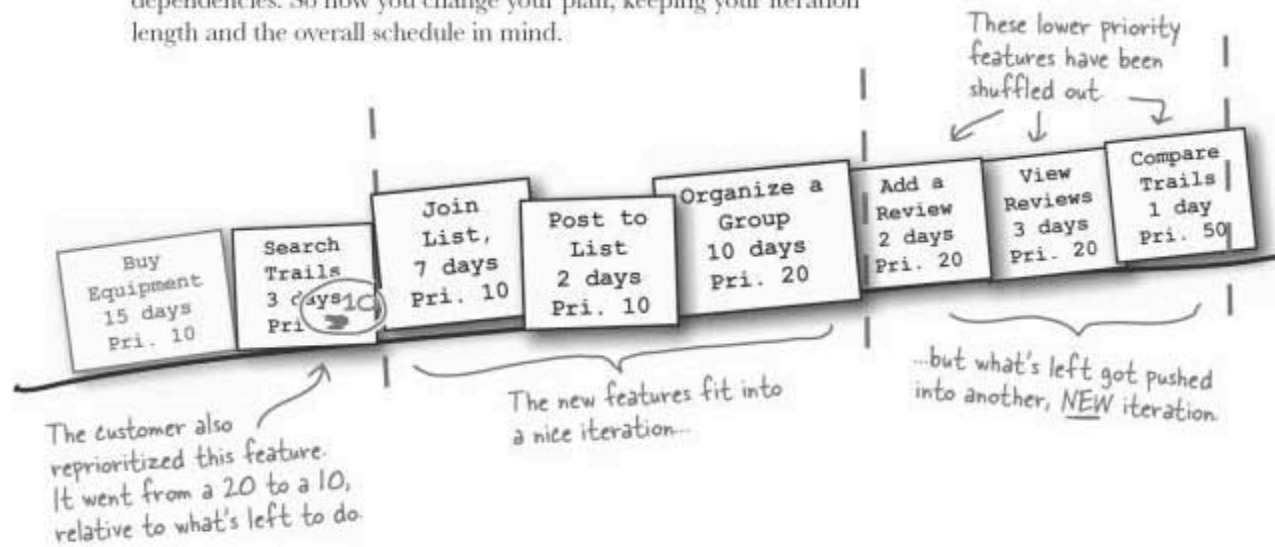 dependencies. So now you change your plan, keeping your iteration
length and the overall schedule in mind.
These lower priority
features have been
shuffled out
Buy
Equipment
15 days
Pri. 10
Search
Trails
3 days
Pri
10
Join
List,
7 days
Pri. 10
Post to
List
2 days
Pri. 10
Organize a
Group
10 days
Pri. 20
Add a
Review
2 days
Pri. 20
View
Reviews
3 days
Pri. 20
Compare
Trails
1 day
Pri. 50
The customer also
reprioritized this feature.
It went from a 20 to a 10,
relative to what's left to do.
The new features fit into
a nice iteration...
...but what's left got pushed
into another, NEW iteration.